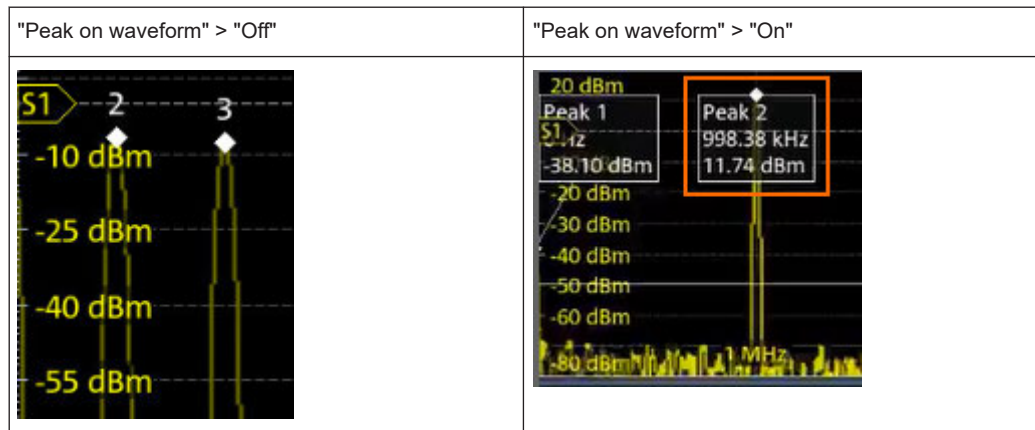 "Peak on waveform" > "Off"
"Peak on waveform" > "On"
S1
2
3
-10 dBm
-25 dBm
-40 dBm
-55 dBm
20 dBm
Peak 1
Peak 2
S1
Hz
998.38 kHz
-38.10 dBm
11.74 dBm
-20 dBm
-30 dBm
-40 dBm
-50 dBm
-60 dBm
1 MHz
-80 dBm